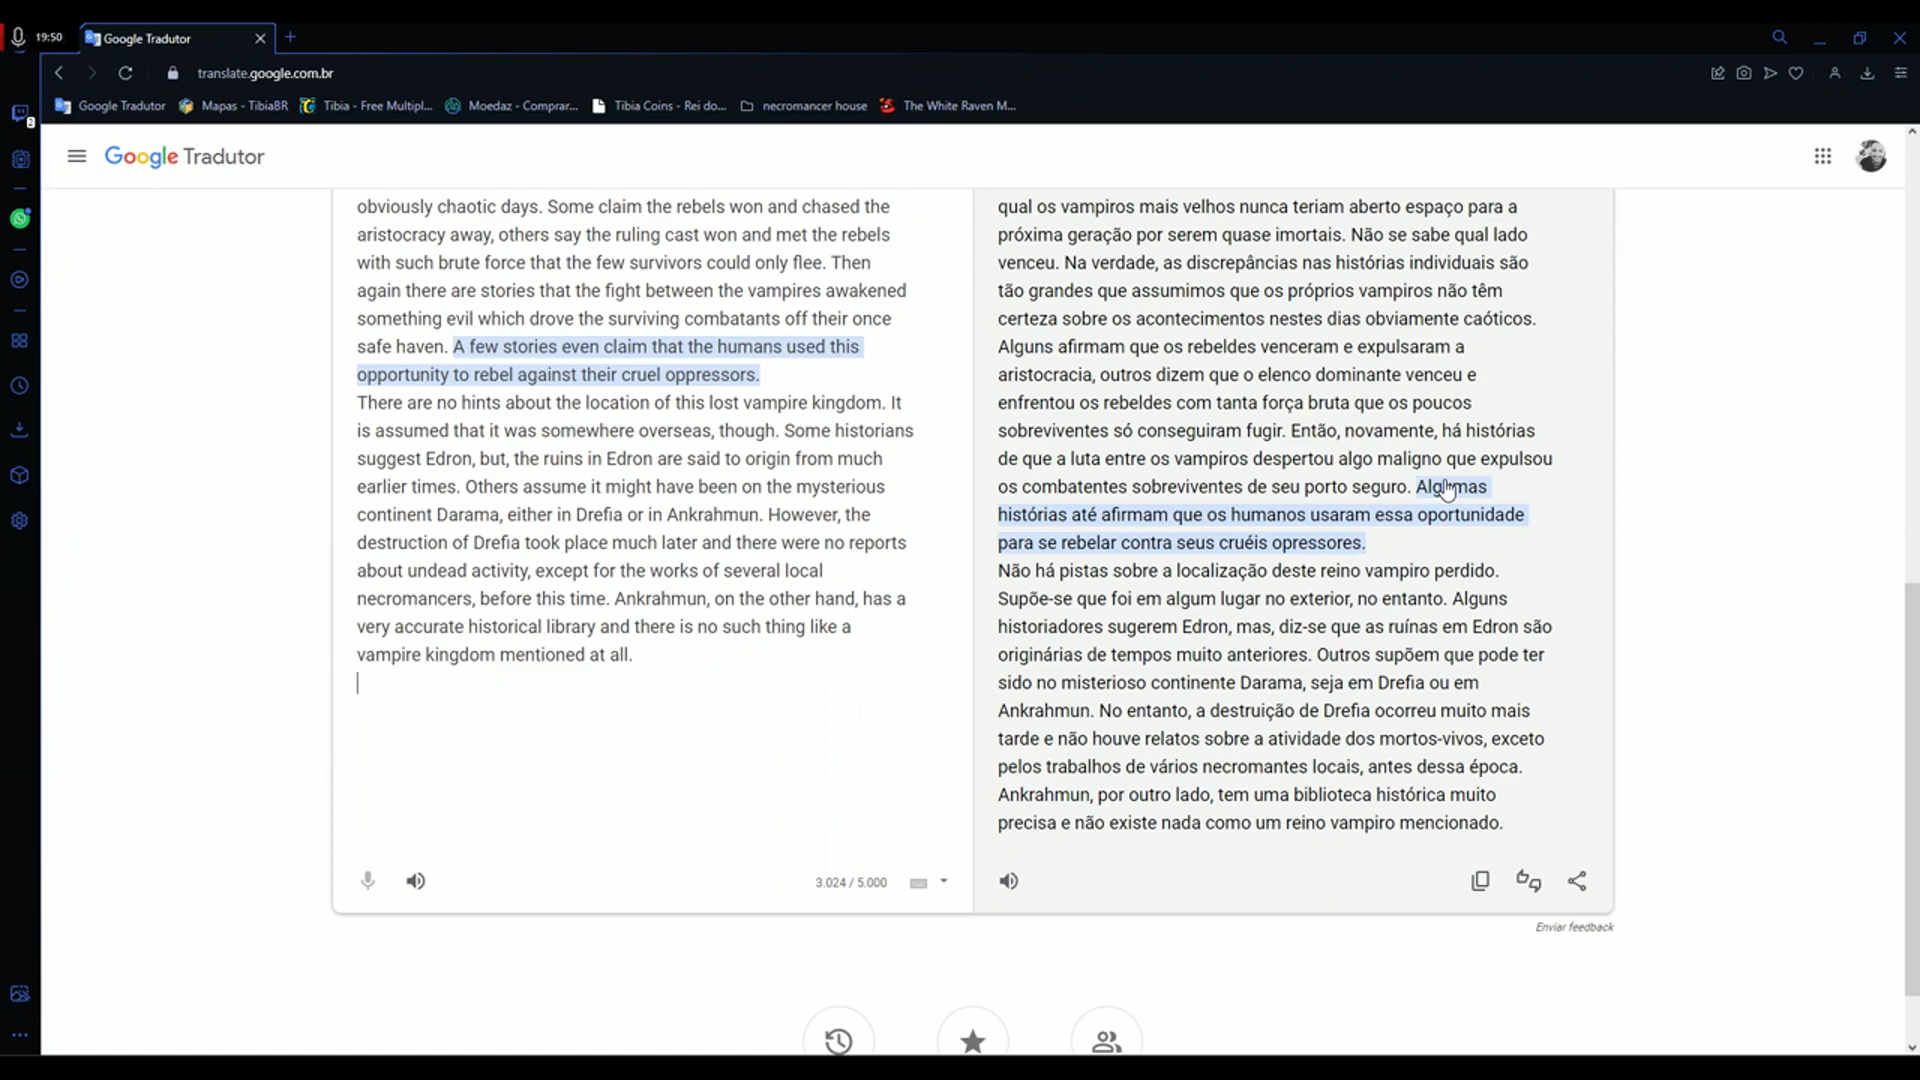 19:50
Google Tradutor
translate.google.com.br
Google Tradutor
Mapas - TibiaBR
Tibia - Free Multipl...
Moedaz - Comprar...
Tibia Coins - Rei do...
necromancer house
The White Raven M...
2
Google Tradutor
obviously chaotic days. Some claim the rebels won and chased the
aristocracy away, others say the ruling cast won and met the rebels
with such brute force that the few survivors could only flee. Then
again there are stories that the fight between the vampires awakened
something evil which drove the surviving combatants off their once
safe haven. A few stories even claim that the humans used this
opportunity to rebel against their cruel oppressors.
There are no hints about the location of this lost vampire kingdom. It
is assumed that it was somewhere overseas, though. Some historians
suggest Edron, but, the ruins in Edron are said to origin from much
earlier times. Others assume it might have been on the mysterious
continent Darama, either in Drefia or in Ankrahmun. However, the
destruction of Drefia took place much later and there were no reports
about undead activity, except for the works of several local
necromancers, before this time. Ankrahmun, on the other hand, has a
very accurate historical library and there is no such thing like a
vampire kingdom mentioned at all.
3.024 / 5.000
qual os vampiros mais velhos nunca teriam aberto espaço para a
próxima geração por serem quase imortais. Não se sabe qual lado
venceu. Na verdade, as discrepâncias nas histórias individuais são
tão grandes que assumimos que os próprios vampiros não têm
certeza sobre os acontecimentos nestes dias obviamente caóticos.
Alguns afirmam que os rebeldes venceram e expulsaram a
aristocracia, outros dizem que o elenco dominante venceu e
enfrentou os rebeldes com tanta força bruta que os poucos
sobreviventes só conseguiram fugir. Então, novamente, há histórias
de que a luta entre os vampiros despertou algo maligno que expulsou
os combatentes sobreviventes de seu porto seguro. Algumas
histórias até afirmam que os humanos usaram essa oportunidade
para se rebelar contra seus cruéis opressores.
Não há pistas sobre a localização deste reino vampiro perdido.
Supõe-se que foi em algum lugar no exterior, no entanto. Alguns
historiadores sugerem Edron, mas, diz-se que as ruínas em Edron são
originárias de tempos muito anteriores. Outros supõem que pode ter
sido no misterioso continente Darama, seja em Drefia ou em
Ankrahmun. No entanto, a destruição de Drefia ocorreu muito mais
tarde e não houve relatos sobre a atividade dos mortos-vivos, exceto
pelos trabalhos de vários necromantes locais, antes dessa época.
Ankrahmun, por outro lado, tem uma biblioteca histórica muito
precisa e não existe nada como um reino vampiro mencionado.
Enviar feedback